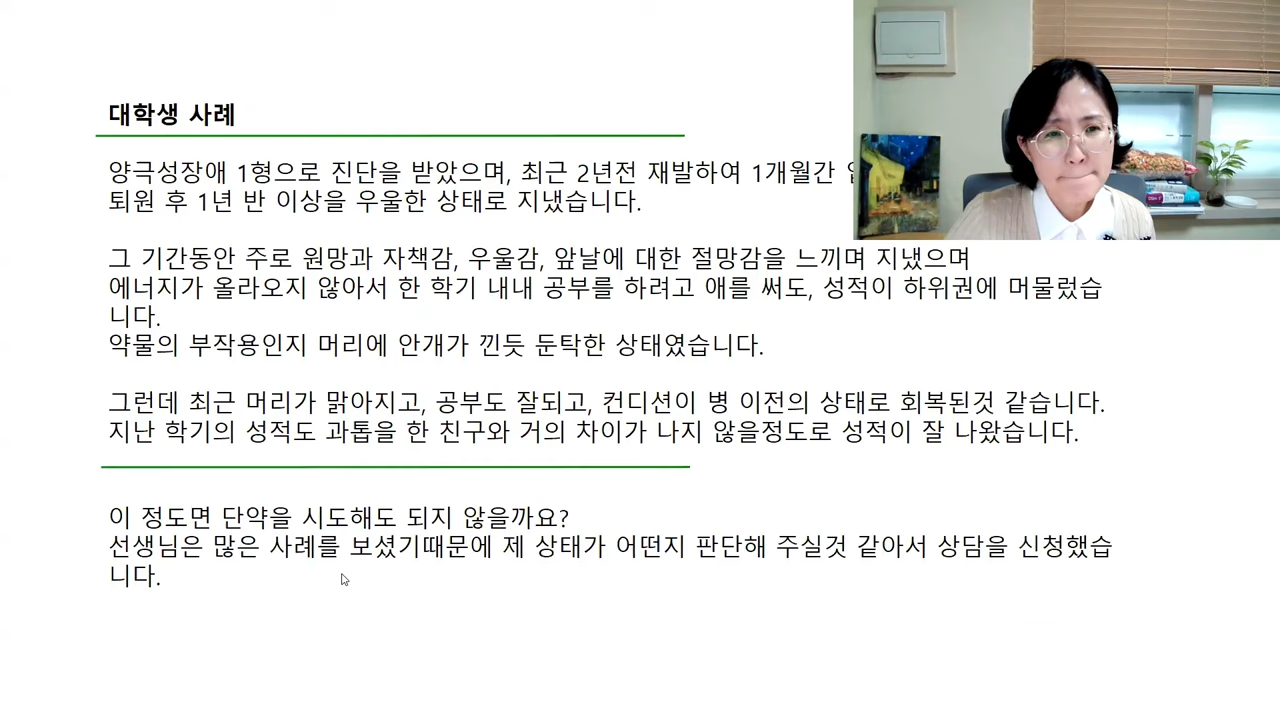 대학생 사례
양극성장애 1형으로 진단을 받았으며, 최근 2년전 재발하여 1개월간
퇴원 후 1년 반 이상을 우울한 상태로 지냈습니다.
그 기간동안 주로 원망과 자책감, 우울감, 앞날에 대한 절망감을 느끼며 지냈으며
에너지가 올라오지 않아서 한 학기 내내 공부를 하려고 애를 써도, 성적이 하위권에 머물렀습
니다.
약물의 부작용인지 머리에 안개가 낀듯 둔탁한 상태였습니다.
그런데 최근 머리가 맑아지고, 공부도 잘되고, 컨디션이 병 이전의 상태로 회복된것 같습니다.
지난 학기의 성적도 과톱을 한 친구와 거의 차이가 나지 않을정도로 성적이 잘 나왔습니다.
이 정도면 단약을 시도해도 되지 않을까요?
선생님은 많은 사례를 보셨기때문에 제 상태가 어떤지 판단해 주실것 같아서 상담을 신청했습
니다.